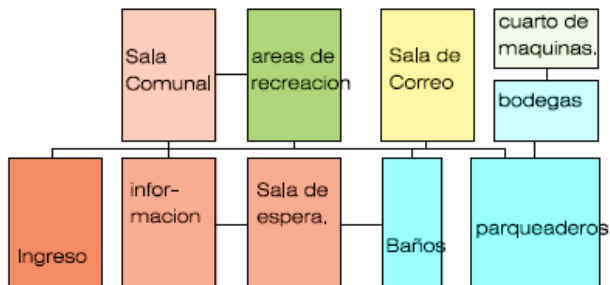 Sala
Comunal
areas de
recreacion
Sala de
Correo
cuarto de
maquinas.
bodegas
Ingreso
infor-
macion
Sala de
espera.
Baños
parqueaderos